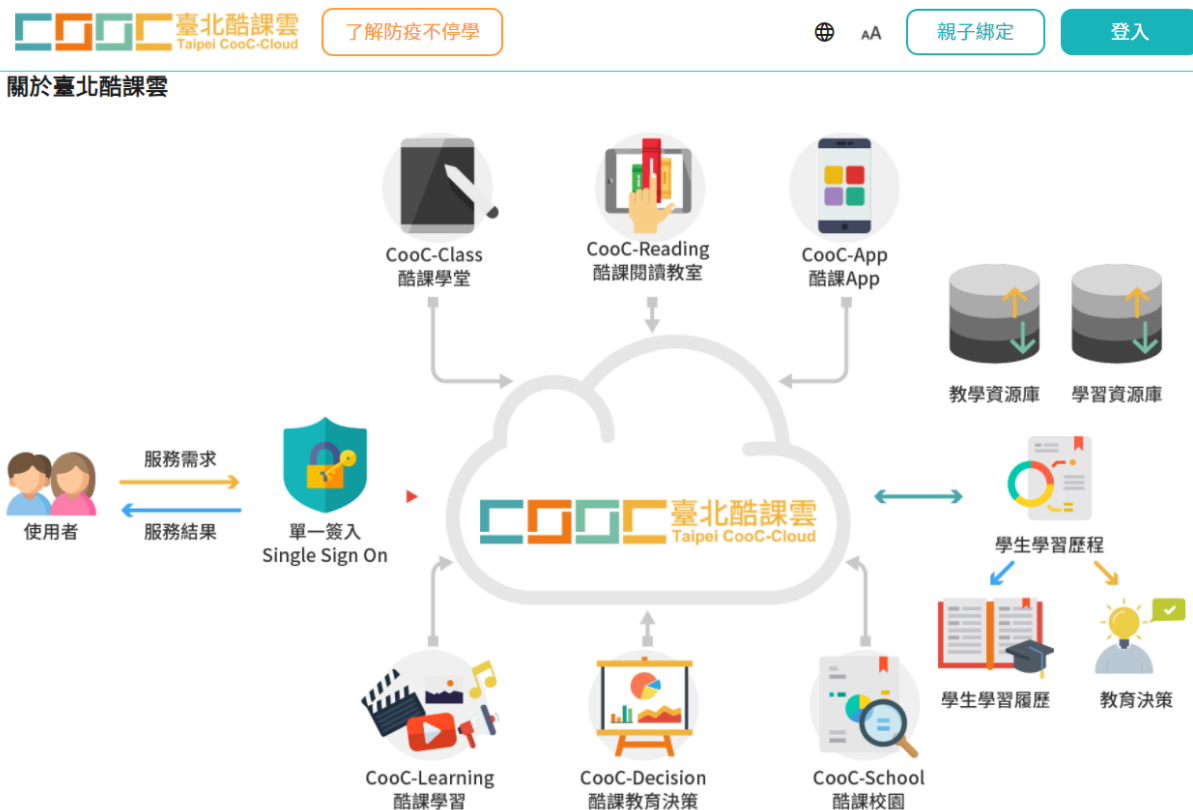 臺北酷課雲
Taipei CooC-Cloud
了解防疫不停學
AA
親子綁定
登入
關於臺北酷課雲
CooC-Class
酷課學堂
CooC-Reading
酷課閱讀教室
CooC-App
酷課App
教學資源庫
學習資源庫
使用者
服務需求
服務結果
單一簽入
Single Sign On
COOC 臺北酷課雲
Taipei CooC-Cloud
學生學習歷程
學生學習履歷
教育決策
CooC-Learning
酷課學習
CooC-Decision
酷課教育決策
CooC-School
酷課校園